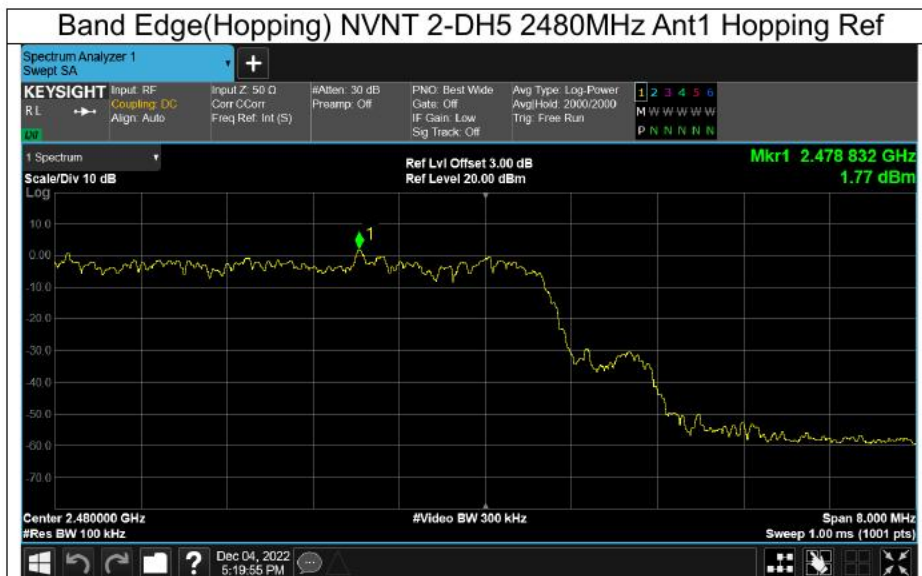 Band Edge(Hopping) NVNT 2-DH5 2480MHz Ant1 Hopping Ref
Spectrum Analyzer 1
Swept SA
+
KEYSIGHT Input: RF Input Z: 50 Ω #Atten: 30 dB PNO: Best Wide Avg Type: Log-Power 1 2 3 4 5 6
RL Coupling: DC Corr CCorr Preamp: Off Gate: Off Avg|Hold: 2000/2000 M W W W W W
Align: Auto Freq Ref: Int (S) IF Gain: Low Trig: Free Run
Sig Track: Off P N N N N N
1 Spectrum Ref Lvl Offset 3.00 dB Mkr1 2.478 832 GHz
Scale/Div 10 dB Ref Level 20.00 dBm 1.77 dBm
Log
10.0
1
0.00
-10.0
-20.0
-30.0
-40.0
-50.0
-60.0
-70.0
Center 2.480000 GHz #Video BW 300 kHz Span 8.000 MHz
#Res BW 100 kHz Sweep 1.00 ms (1001 pts)
? Dec 04, 2022
5:19:55 PM